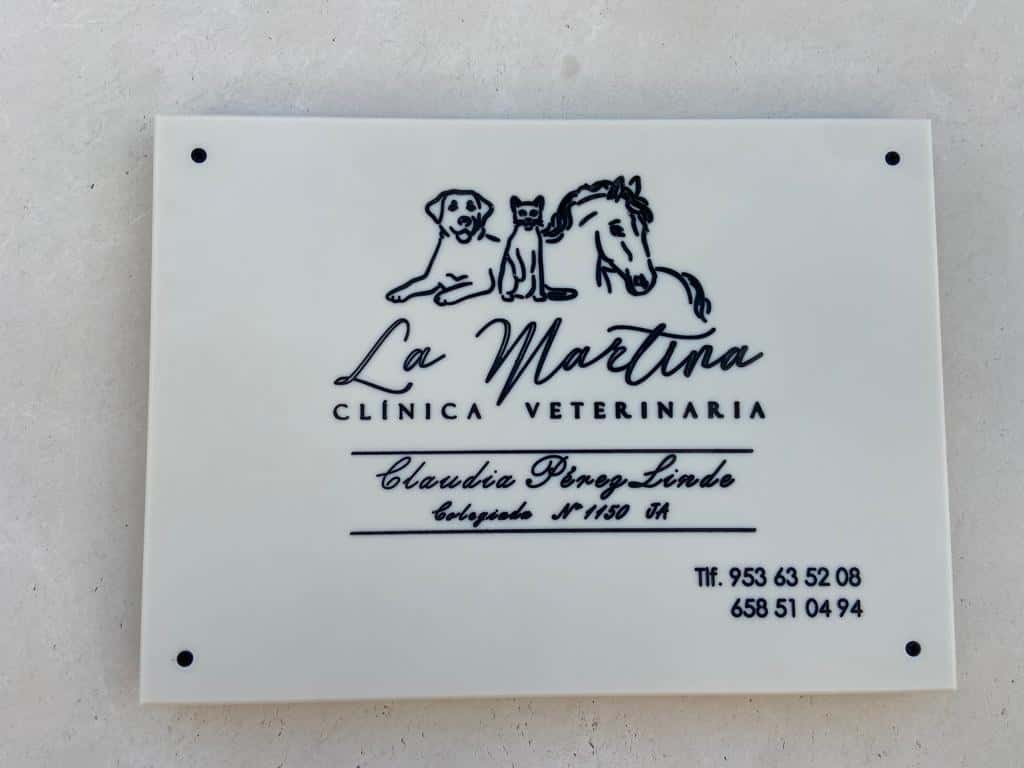 La Martina
CLÍNICA VETERINARIA
Claudia Pérez Linde
Colegiada Nº 1150 JA
Tlf. 953 63 52 08
658 51 04 94